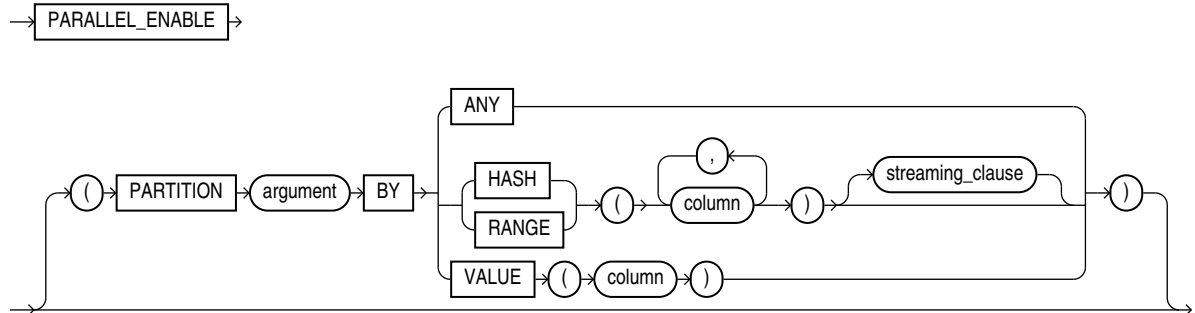 PARALLEL_ENABLE
ANY
,
HASH
streaming_clause
( PARTITION argument BY ( column ) )
RANGE
VALUE ( column )